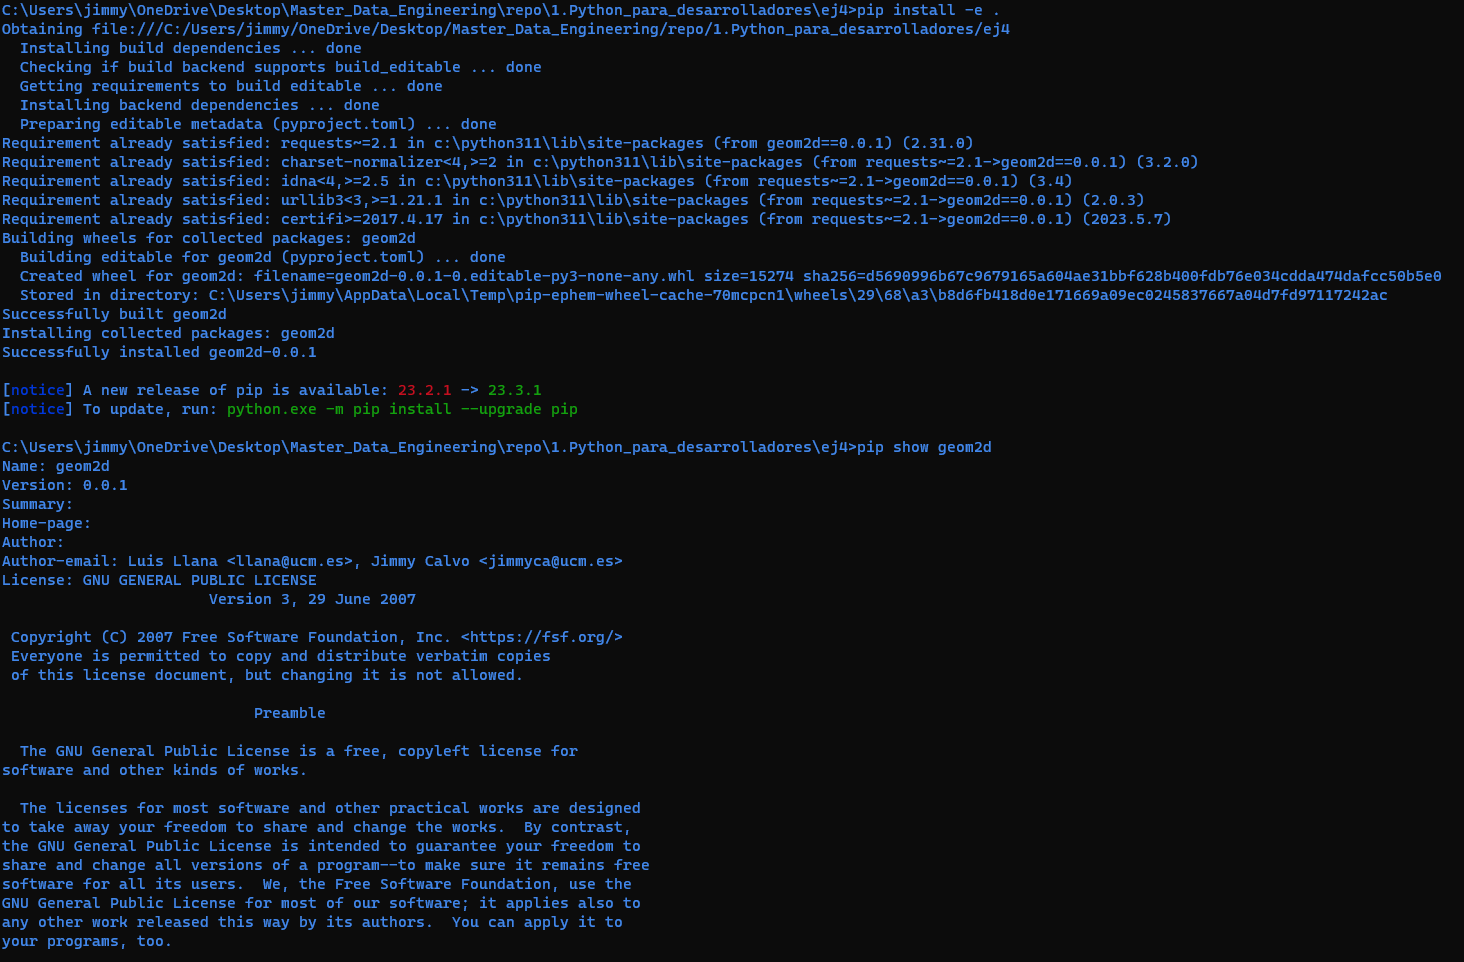 C:\Users\jimmy\OneDrive\Desktop\Master_Data_Engineering\repo\1.Python_para_desarrolladores\ej4>pip install -e .
Obtaining file:///C:/Users/jimmy/OneDrive/Desktop/Master_Data_Engineering/repo/1.Python_para_desarrolladores/ej4
  Installing build dependencies ... done
  Checking if build backend supports build_editable ... done
  Getting requirements to build editable ... done
  Installing backend dependencies ... done
  Preparing editable metadata (pyproject.toml) ... done
Requirement already satisfied: requests~=2.1 in c:\python311\lib\site-packages (from geom2d==0.0.1) (2.31.0)
Requirement already satisfied: charset-normalizer<4,>=2 in c:\python311\lib\site-packages (from requests~=2.1->geom2d==0.0.1) (3.2.0)
Requirement already satisfied: idna<4,>=2.5 in c:\python311\lib\site-packages (from requests~=2.1->geom2d==0.0.1) (3.4)
Requirement already satisfied: urllib3<3,>=1.21.1 in c:\python311\lib\site-packages (from requests~=2.1->geom2d==0.0.1) (2.0.3)
Requirement already satisfied: certifi>=2017.4.17 in c:\python311\lib\site-packages (from requests~=2.1->geom2d==0.0.1) (2023.5.7)
Building wheels for collected packages: geom2d
  Building editable for geom2d (pyproject.toml) ... done
  Created wheel for geom2d: filename=geom2d-0.0.1-0.editable-py3-none-any.whl size=15274 sha256=d5690996b67c9679165a604ae31bbf628b400fdb76e034cdda474dafcc50b5e0
  Stored in directory: C:\Users\jimmy\AppData\Local\Temp\pip-ephem-wheel-cache-70mcpcn1\wheels\29\68\a3\b8d6fb418d0e171669a09ec0245837667a04d7fd97117242ac
Successfully built geom2d
Installing collected packages: geom2d
Successfully installed geom2d-0.0.1
[notice] A new release of pip is available: 23.2.1 -> 23.3.1
[notice] To update, run: python.exe -m pip install --upgrade pip
C:\Users\jimmy\OneDrive\Desktop\Master_Data_Engineering\repo\1.Python_para_desarrolladores\ej4>pip show geom2d
Name: geom2d
Version: 0.0.1
Summary:
Home-page:
Author:
Author-email: Luis Llana <llana@ucm.es>, Jimmy Calvo <jimmyca@ucm.es>
License: GNU GENERAL PUBLIC LICENSE
                       Version 3, 29 June 2007
 Copyright (C) 2007 Free Software Foundation, Inc. <https://fsf.org/>
 Everyone is permitted to copy and distribute verbatim copies
 of this license document, but changing it is not allowed.
                            Preamble
  The GNU General Public License is a free, copyleft license for
software and other kinds of works.
  The licenses for most software and other practical works are designed
to take away your freedom to share and change the works.  By contrast,
the GNU General Public License is intended to guarantee your freedom to
share and change all versions of a program--to make sure it remains free
software for all its users.  We, the Free Software Foundation, use the
GNU General Public License for most of our software; it applies also to
any other work released this way by its authors.  You can apply it to
your programs, too.